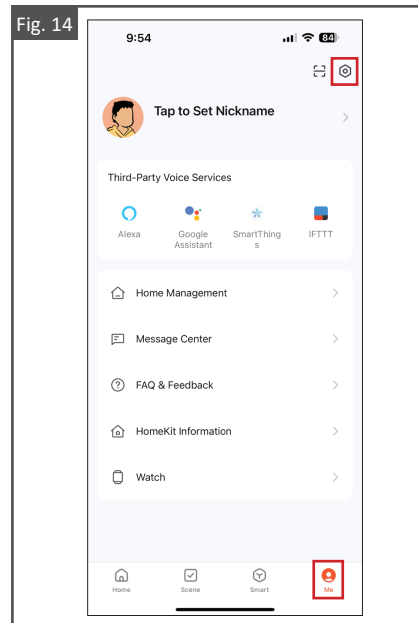 Fig. 14
9:54
84
Tap to Set Nickname
Third-Party Voice Services
Alexa
Google
Assistant
SmartThing
s
IFTTT
Home Management
Message Center
FAQ & Feedback
HomeKit Information
Watch
Home
Scene
Smart
Me